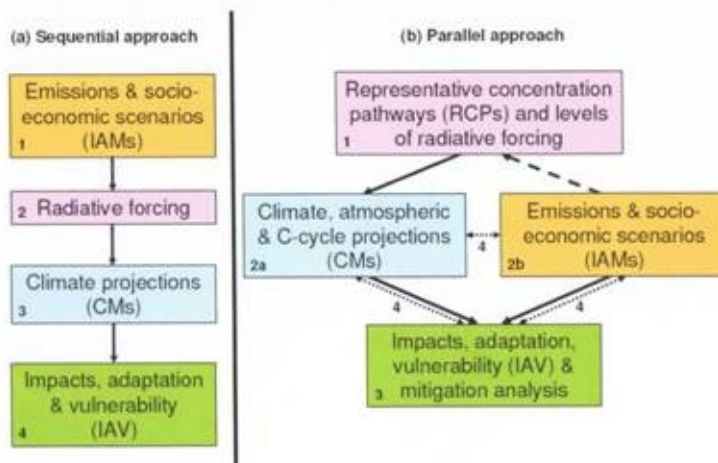 (a) Sequential approach
Emissions & socio-
economic scenarios
1 (IAMs)
2 Radiative forcing
Climate projections
3 (CMs)
Impacts, adaptation
& vulnerability
4 (IAV)
(b) Parallel approach
Representative concentration
pathways (RCPs) and levels
1 of radiative forcing
Climate, atmospheric
& C-cycle projections
2a (CMs)
4
Emissions & socio-
economic scenarios
2b (IAMs)
4
4
Impacts, adaptation,
vulnerability (IAV) &
3 mitigation analysis